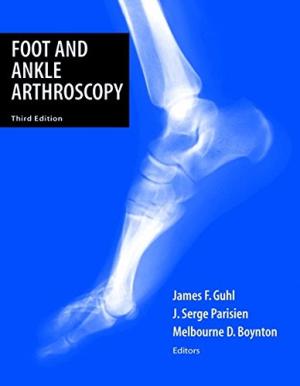 FOOT AND
ANKLE
ARTHROSCOPY
Third Edition
James F. Guhl
J. Serge Parisien
Melbourne D. Boynton
Editors